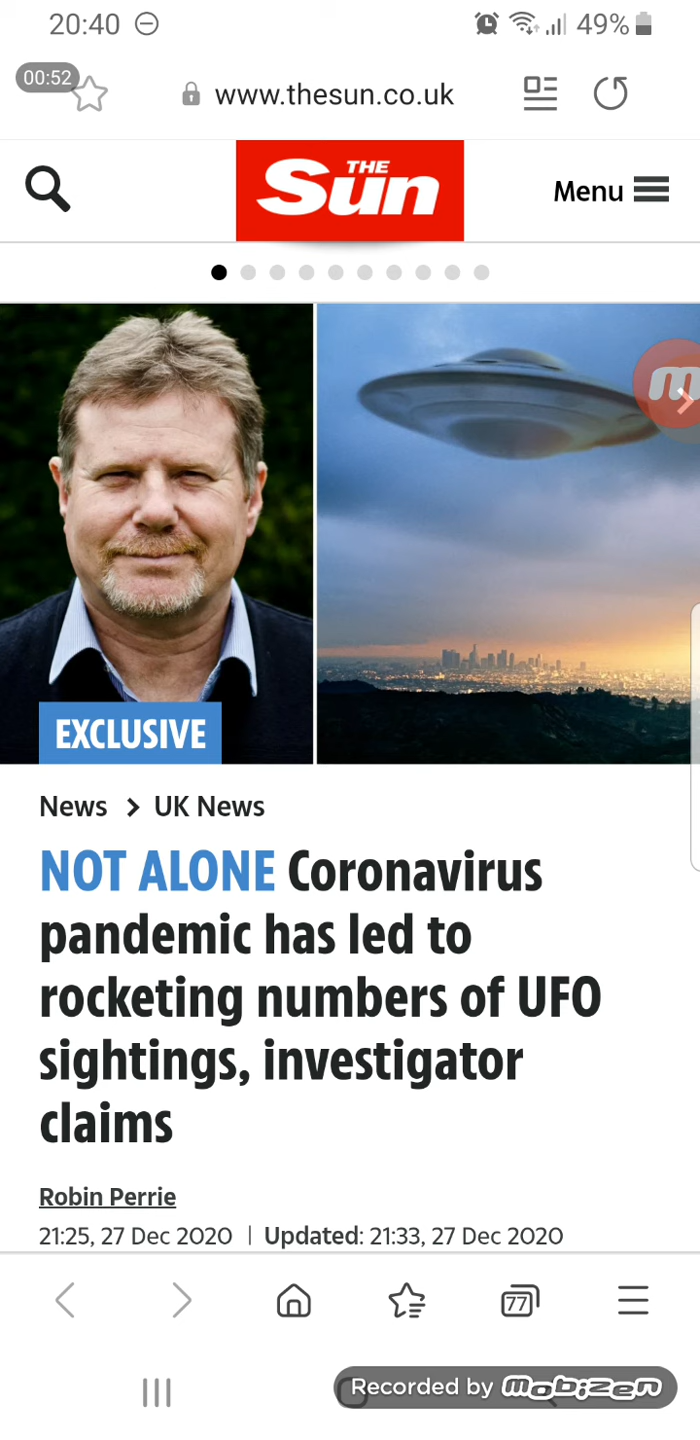 20:40 49%
00:52
www.thesun.co.uk
THE
Sun
Menu
m
EXCLUSIVE
News > UK News
NOT ALONE Coronavirus
pandemic has led to
rocketing numbers of UFO
sightings, investigator
claims
Robin Perrie
21:25, 27 Dec 2020 | Updated: 21:33, 27 Dec 2020
77
Recorded by mobizen